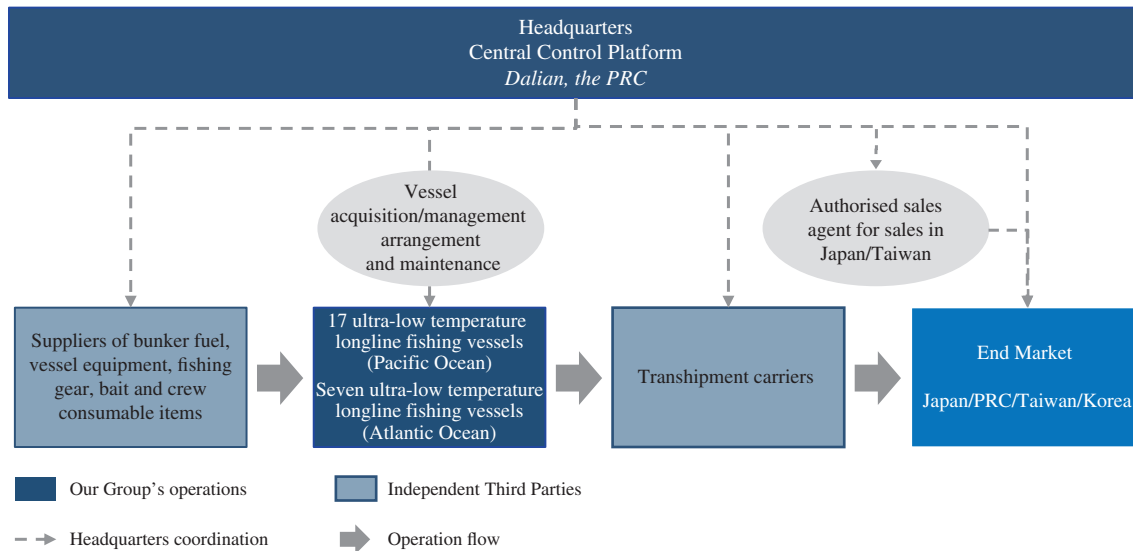 Headquarters
Central Control Platform
Dalian, the PRC
Vessel
acquisition/management
arrangement
and maintenance
Authorised sales
agent for sales in
Japan/Taiwan
Suppliers of bunker fuel,
vessel equipment, fishing
gear, bait and crew
consumable items
17 ultra-low temperature
longline fishing vessels
(Pacific Ocean)
Seven ultra-low temperature
longline fishing vessels
(Atlantic Ocean)
Transhipment carriers
End Market
Japan/PRC/Taiwan/Korea
Our Group's operations
Independent Third Parties
Headquarters coordination
Operation flow